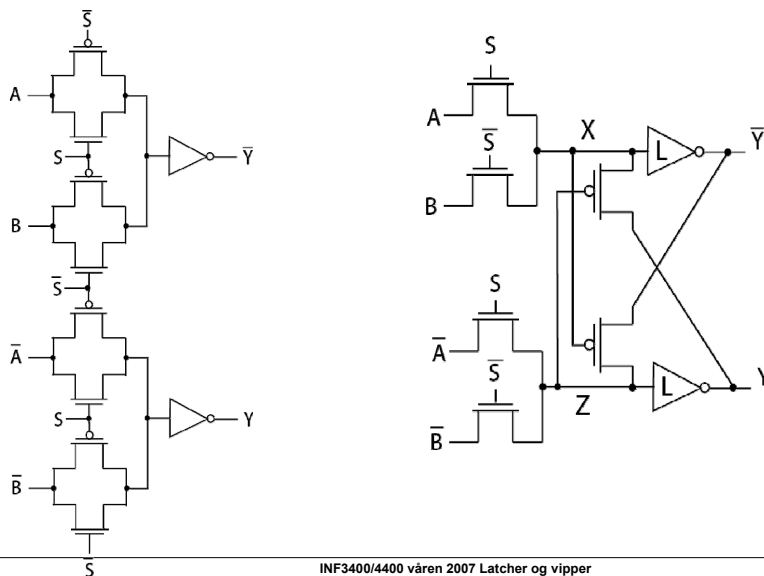 S̅
A
S
B
S̅
A̅
S
B̅
S̅
Y̅
Y
S
A
S̅
B
X
L
Y̅
S
A̅
S̅
B̅
Z
L
Y
INF3400/4400 våren 2007 Latcher og vipper